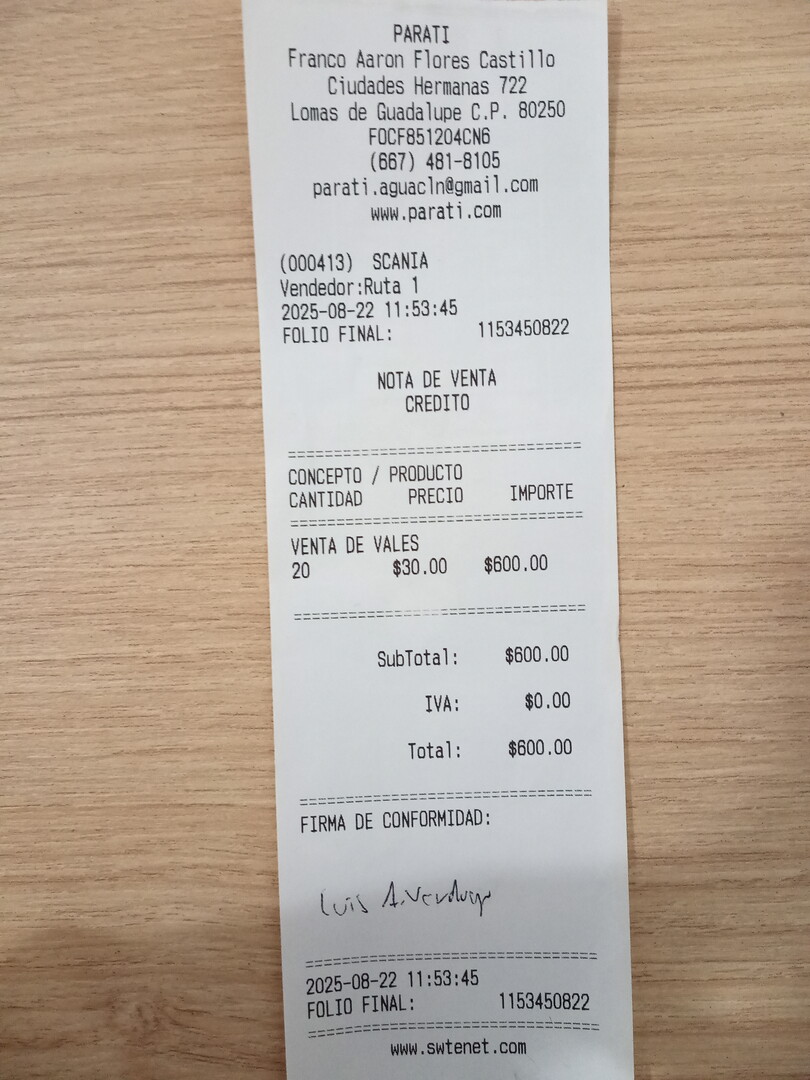 PARATI
Franco Aaron Flores Castillo
Ciudades Hermanas 722
Lomas de Guadalupe C.P. 80250
FOCF851204CN6
(667) 481-8105
parati.aguacln@gmail.com
www.parati.com
(000413) SCANIA
Vendedor:Ruta 1
2025-08-22 11:53:45
FOLIO FINAL: 1153450822
NOTA DE VENTA
CREDITO
==========================================
CONCEPTO / PRODUCTO
CANTIDAD PRECIO IMPORTE
==========================================
VENTA DE VALES
20 $30.00 $600.00
==========================================
SubTotal: $600.00
IVA: $0.00
Total: $600.00
==========================================
FIRMA DE CONFORMIDAD:
Luis A. Verdugo
==========================================
2025-08-22 11:53:45
FOLIO FINAL: 1153450822
==========================================
www.swtenet.com